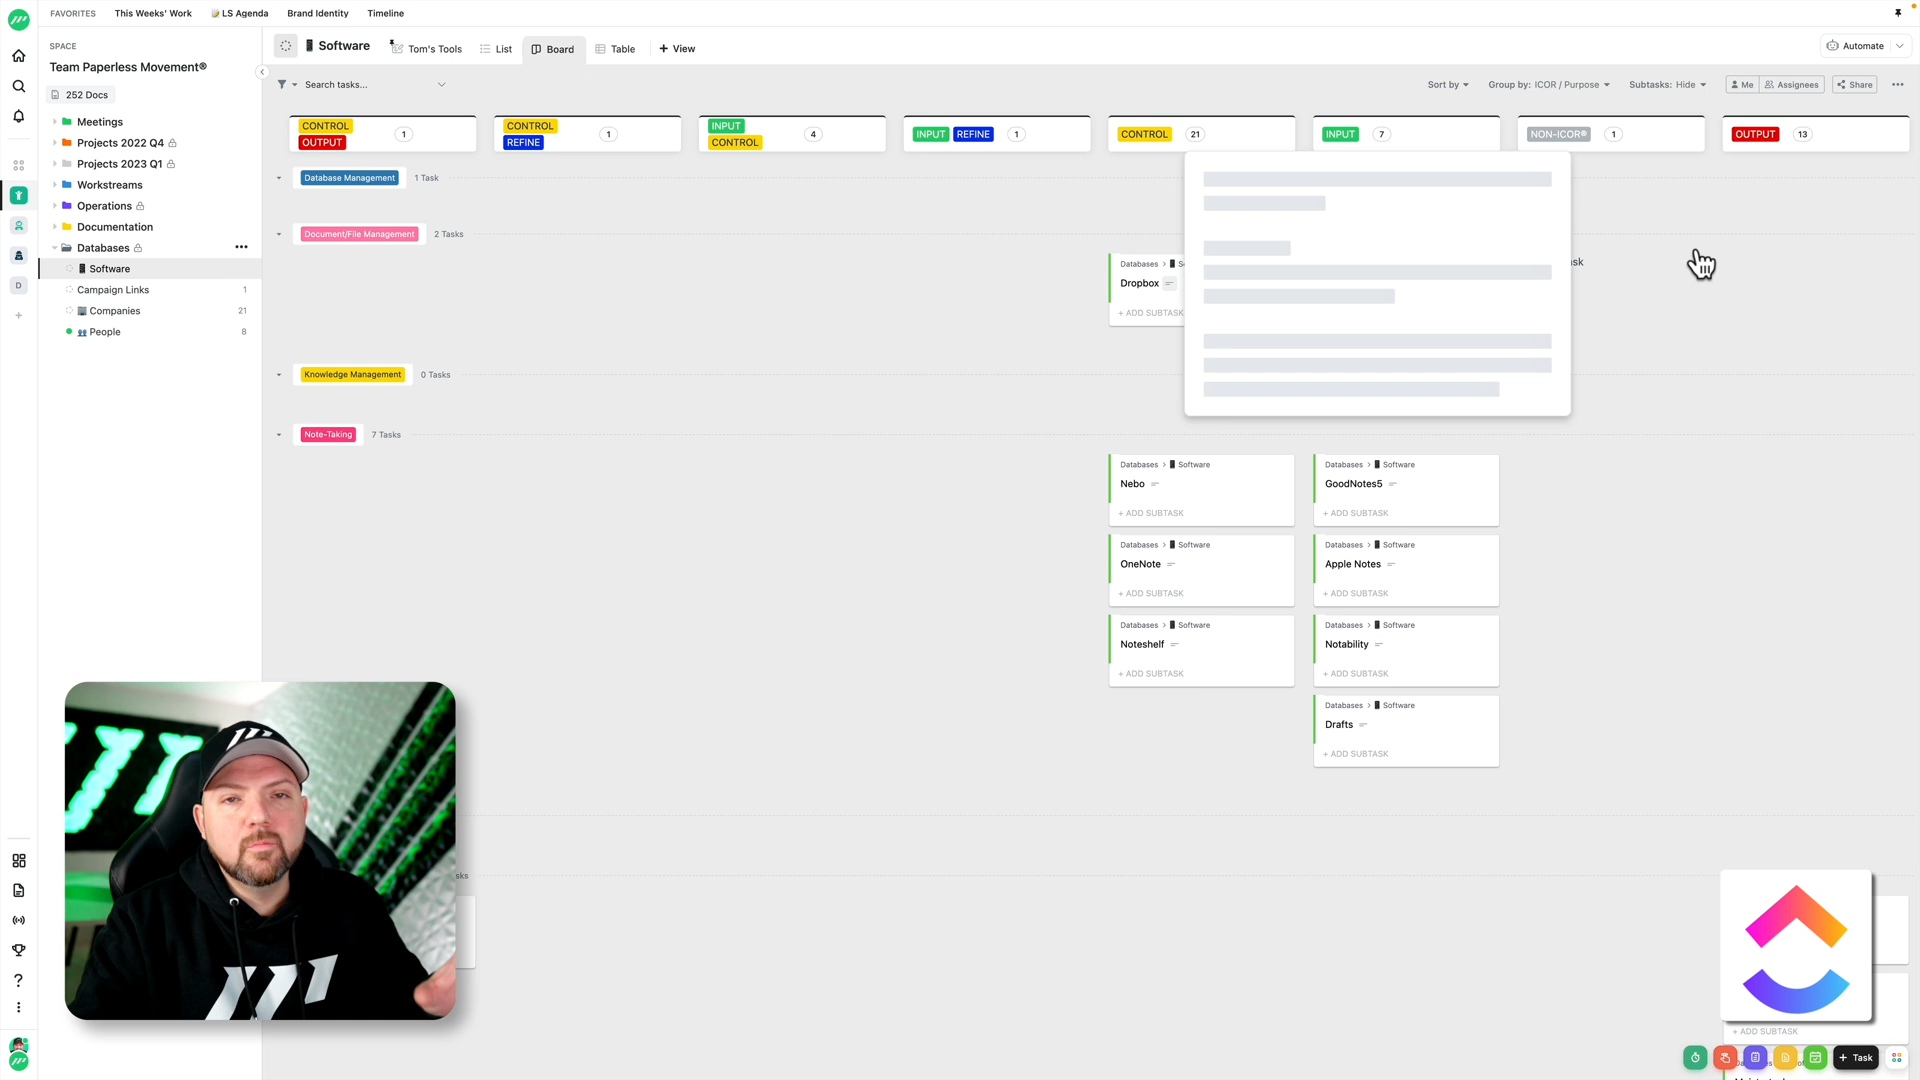 FAVORITES
This Weeks' Work
LS Agenda
Brand Identity
Timeline
SPACE
Team Paperless Movement®
252 Docs
Meetings
Projects 2022 Q4
Projects 2023 Q1
Workstreams
Operations
Documentation
Databases
Software
Campaign Links 1
Companies 21
People 8
D
Software
Tom's Tools
List
Board
Table
+ View
Automate
Search tasks...
Sort by
Group by: ICOR / Purpose
Subtasks: Hide
Me
Assignees
Share
CONTROL
OUTPUT
1
CONTROL
REFINE
1
INPUT
CONTROL
4
INPUT REFINE 1
CONTROL 21
INPUT 7
NON-ICOR® 1
OUTPUT 13
Database Management 1 Task
Document/File Management 2 Tasks
Databases >
Dropbox
+ ADD SUBTASK
Knowledge Management 0 Tasks
Note-Taking 7 Tasks
Databases > Software
Nebo
+ ADD SUBTASK
Databases > Software
GoodNotes5
+ ADD SUBTASK
Databases > Software
OneNote
+ ADD SUBTASK
Databases > Software
Apple Notes
+ ADD SUBTASK
Databases > Software
Noteshelf
+ ADD SUBTASK
Databases > Software
Notability
+ ADD SUBTASK
Databases > Software
Drafts
+ ADD SUBTASK
+ ADD SUBTASK
+ Task